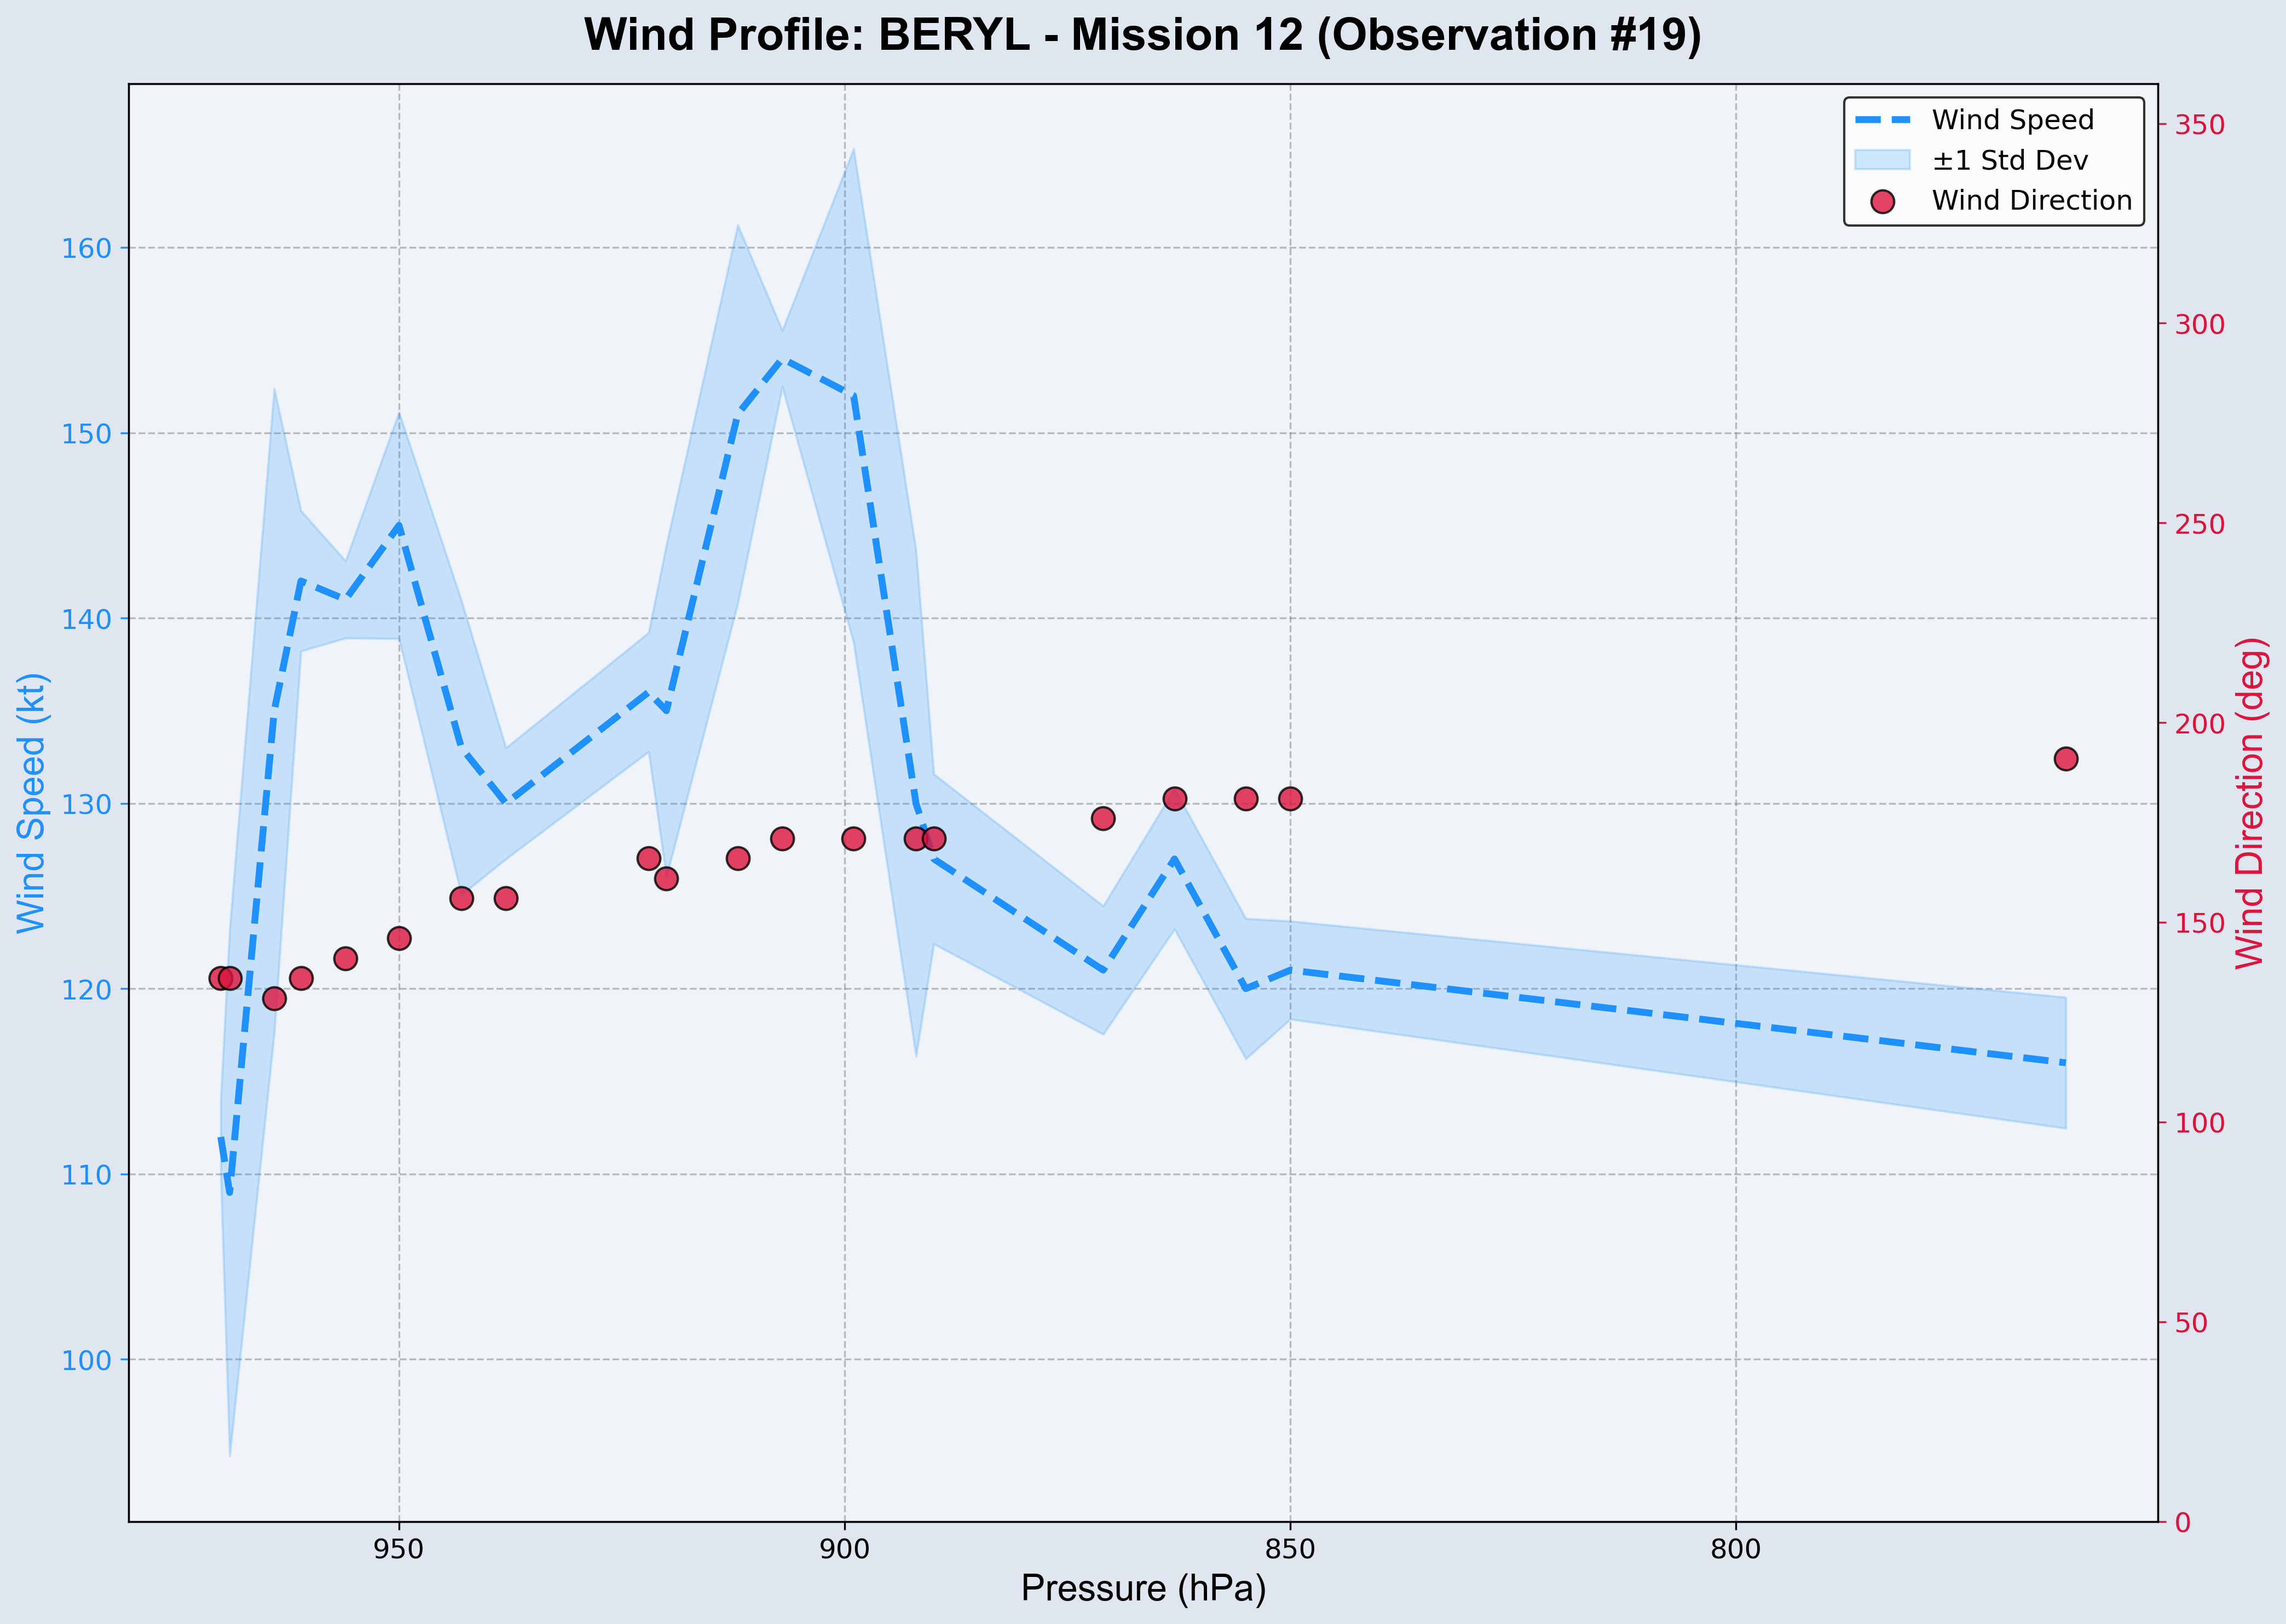 Wind Profile: BERYL - Mission 12 (Observation #19)
Wind Speed
±1 Std Dev
Wind Direction
160
150
140
130
120
110
100
Wind Speed (kt)
350
300
250
200
150
100
50
0
Wind Direction (deg)
950
900
850
800
Pressure (hPa)